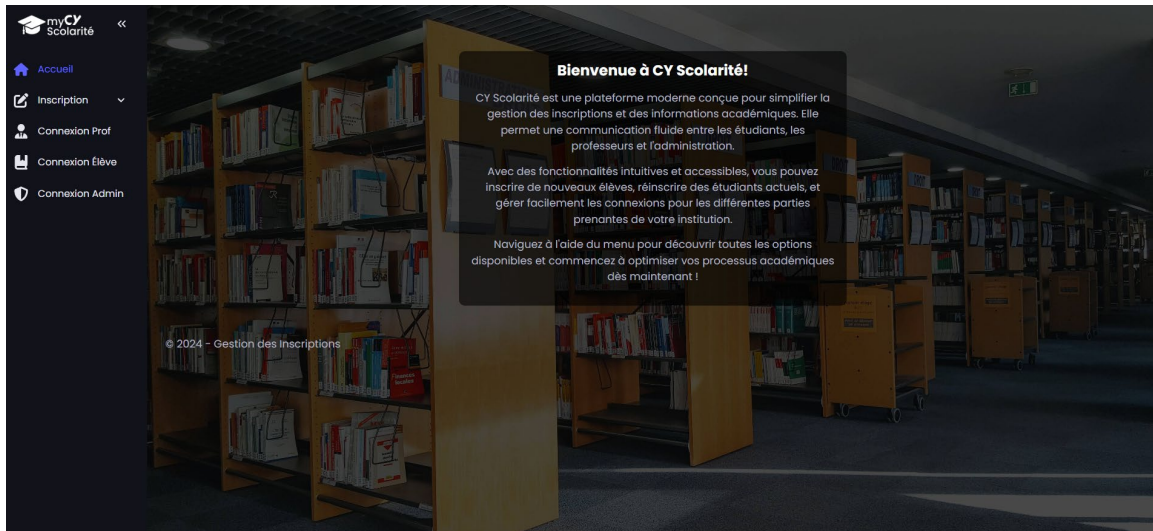 myCY
Scolarité
Accueil
Inscription
Connexion Prof
Connexion Élève
Connexion Admin
Bienvenue à CY Scolarité!
CY Scolarité est une plateforme moderne conçue pour simplifier la
gestion des inscriptions et des informations académiques. Elle
permet une communication fluide entre les étudiants, les
professeurs et l'administration.
Avec des fonctionnalités intuitives et accessibles, vous pouvez
inscrire de nouveaux élèves, réinscrire des étudiants actuels, et
gérer facilement les connexions pour les différentes parties
prenantes de votre institution.
Naviguez à l'aide du menu pour découvrir toutes les options
disponibles et commencez à optimiser vos processus académiques
dès maintenant !
© 2024 - Gestion des Inscriptions
DROIT
Finances
locales